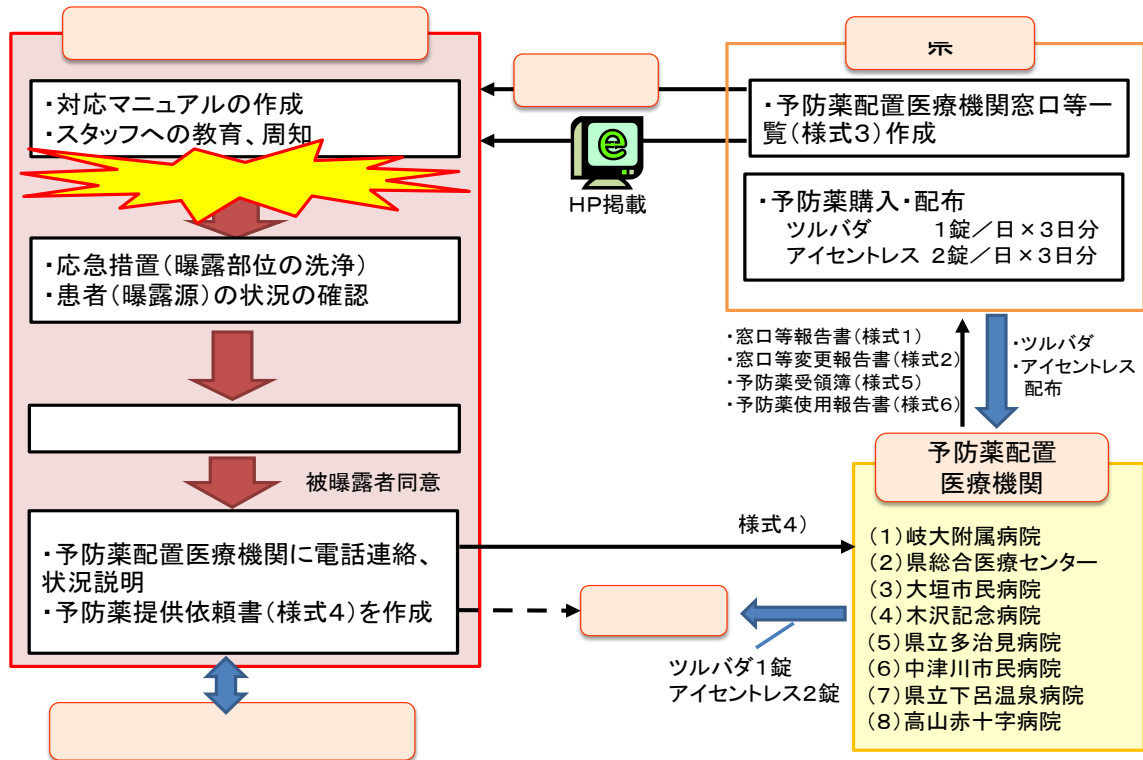 ・対応マニュアルの作成
・スタッフへの教育、周知
・応急措置(曝露部位の洗浄)
・患者(曝露源)の状況の確認
被曝露者同意
・予防薬配置医療機関に電話連絡、
状況説明
・予防薬提供依頼書(様式4)を作成
HP掲載
県
・予防薬配置医療機関窓口等一
覧(様式3)作成
・予防薬購入・配布
ツルバダ 1錠/日×3日分
アイセントレス 2錠/日×3日分
・窓口等報告書(様式1)
・窓口等変更報告書(様式2)
・予防薬受領簿(様式5)
・予防薬使用報告書(様式6)
・ツルバダ
・アイセントレス
配布
様式4)
ツルバダ1錠
アイセントレス2錠
予防薬配置
医療機関
(1)岐大附属病院
(2)県総合医療センター
(3)大垣市民病院
(4)木沢記念病院
(5)県立多治見病院
(6)中津川市民病院
(7)県立下呂温泉病院
(8)高山赤十字病院